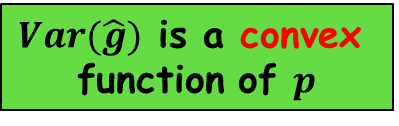 Var(ĝ) is a convex
function of p